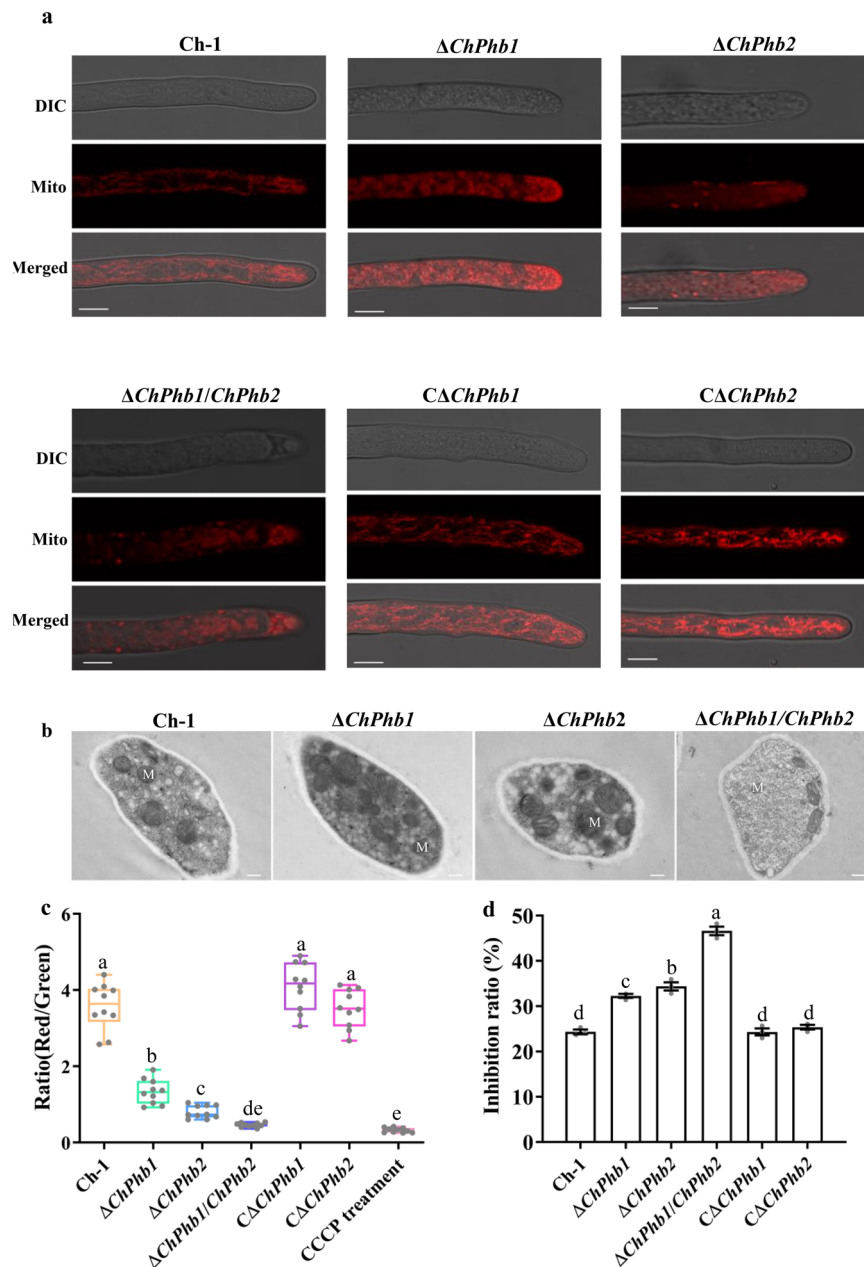 a
Ch-1 ΔChPhb1 ΔChPhb2
DIC
Mito
Merged
ΔChPhb1/ChPhb2 CΔChPhb1 CΔChPhb2
DIC
Mito
Merged
b Ch-1 ΔChPhb1 ΔChPhb2 ΔChPhb1/ChPhb2
M M M M
c
Ratio(Red/Green)
6
4
2
0
a b c de a a e
Ch-1 ΔChPhb1 ΔChPhb2 ΔChPhb1/ChPhb2 CΔChPhb1 CΔChPhb2 CCCP treatment
d
Inhibition ratio (%)
50
40
30
20
10
0
d c b a d d
Ch-1 ΔChPhb1 ΔChPhb2 ΔChPhb1/ChPhb2 CΔChPhb1 CΔChPhb2